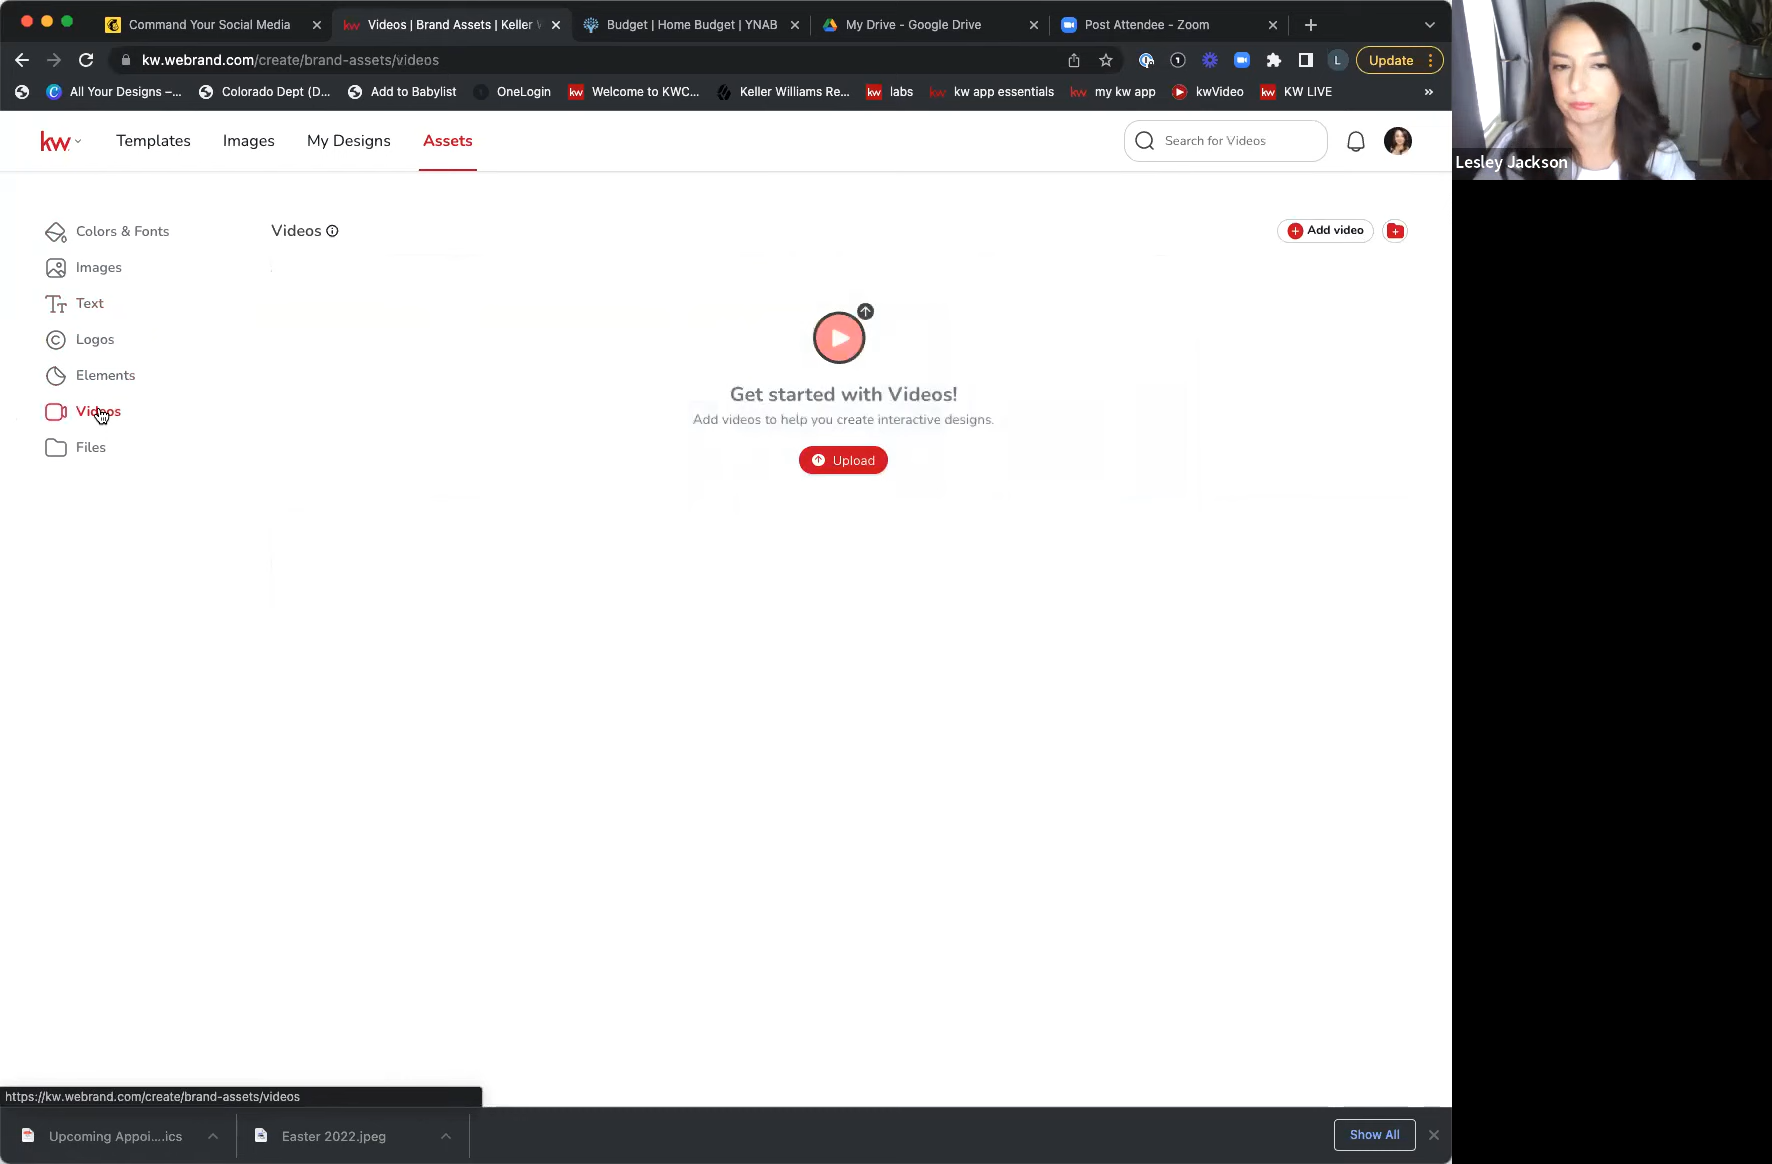 Command Your Social Media
Videos | Brand Assets | Keller
Budget | Home Budget | YNAB
My Drive - Google Drive
Post Attendee - Zoom
kw.webrand.com/create/brand-assets/videos
L
Update
All Your Designs –...
Colorado Dept (D...
Add to Babylist
OneLogin
kw
Welcome to KWC...
Keller Williams Re...
kw
labs
kw
kw app essentials
kw
my kw app
kwVideo
kw
KW LIVE
»
kw
Templates
Images
My Designs
Assets
Search for Videos
Lesley Jackson
Colors & Fonts
Images
Text
Logos
Elements
Videos
Files
Videos
Add video
Get started with Videos!
Add videos to help you create interactive designs.
Upload
https://kw.webrand.com/create/brand-assets/videos
Upcoming Appoi....ics
Easter 2022.jpeg
Show All